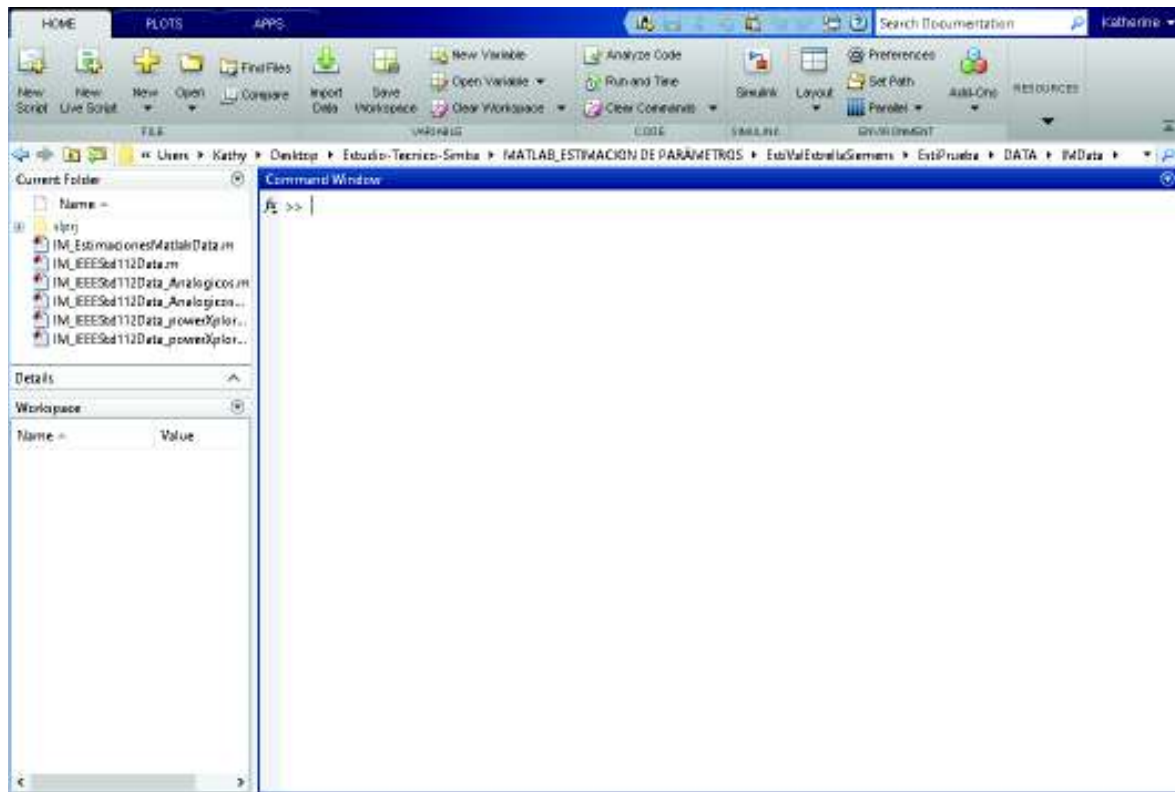 HOME PLOTS APPS Search Documentation Katherine
New Script
New Live Script
New
Open
Find Files
Compare
Import Data
Save Workspace
New Variable
Open Variable
Clear Workspace
Analyze Code
Run and Time
Clear Commands
Simulink
Layout
Preferences
Set Path
Parallel
Add-Ons
RESOURCES
FILE VARIABLE CODE SIMULINK ENVIRONMENT
« Users Kathy Desktop Estudio-Tecnico-Simba MATLAB_ESTIMACION DE PARÁMETROS EstiValEstrellaSiemens EstiPrueba DATA IMData
Current Folder
Name
slprj
IM_EstimacionesMatlabData.m
IM_IEEEStd112Data.m
IM_IEEEStd112Data_Analogicos.m
IM_IEEEStd112Data_Analogicos...
IM_IEEEStd112Data_powerXplor...
IM_IEEEStd112Data_powerXplor...
Details
Workspace
Name Value
Command Window
fx >>